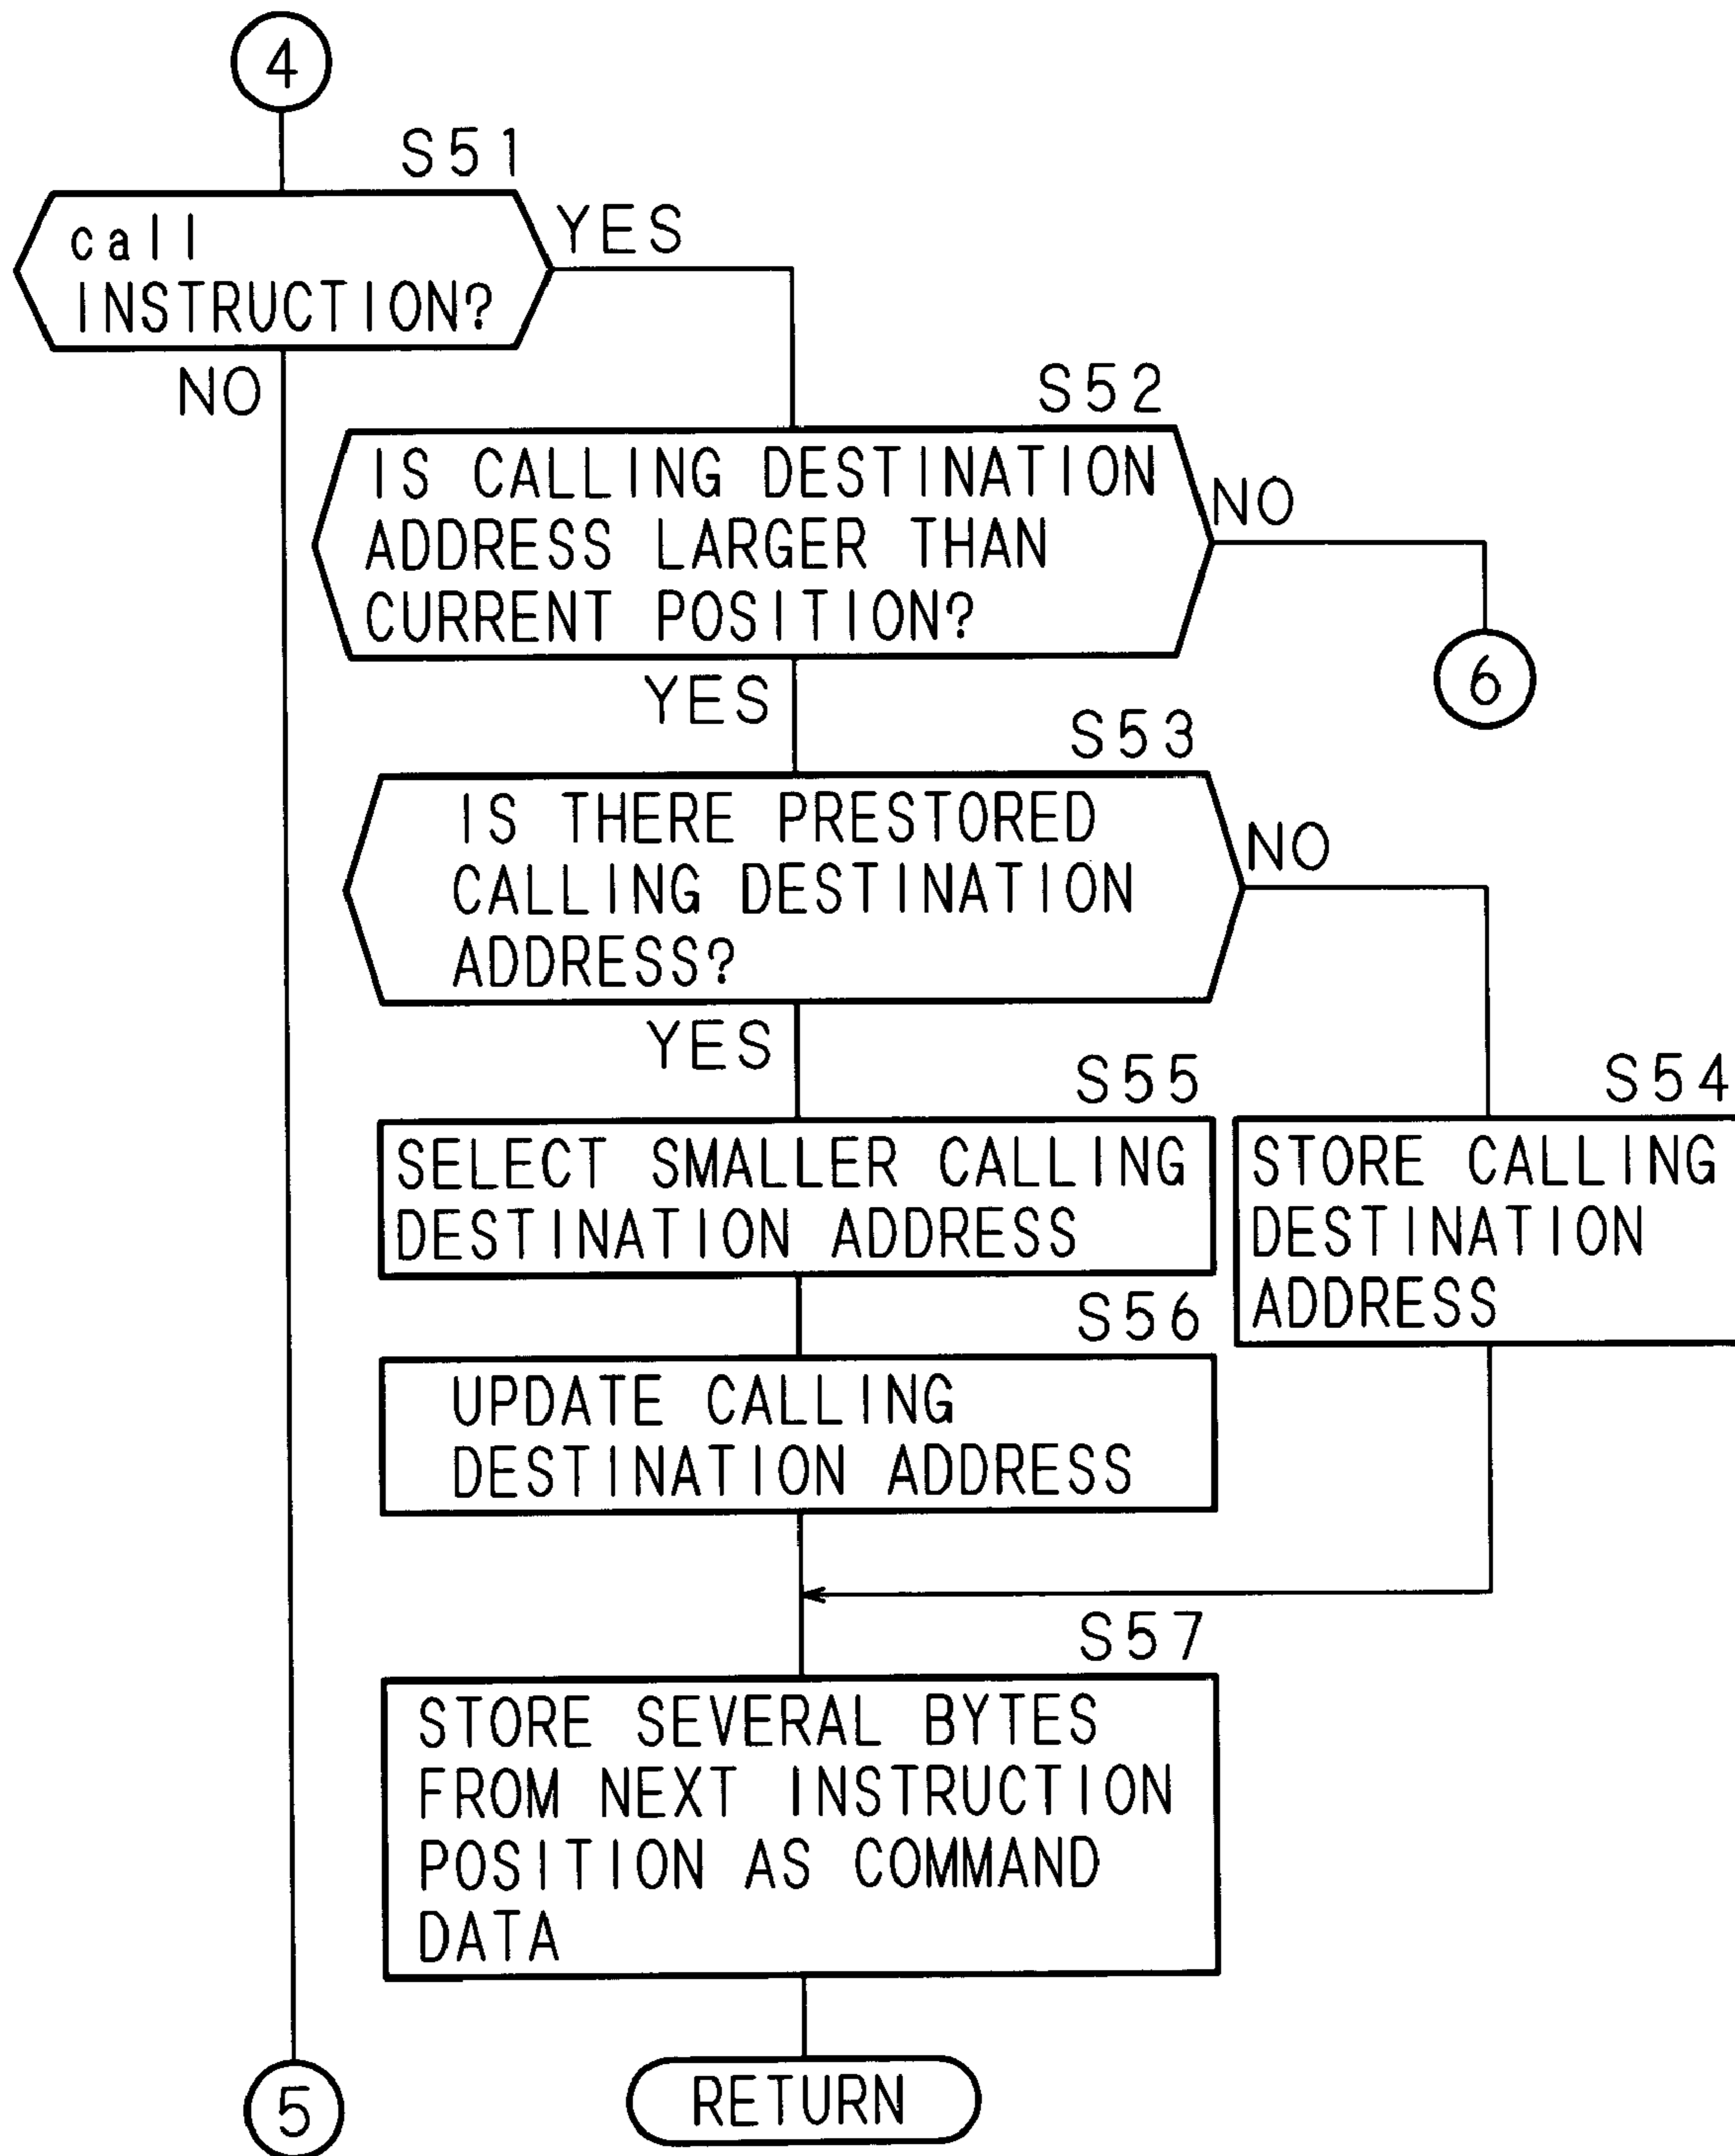 4
S51
call
INSTRUCTION?
YES
NO
S52
IS CALLING DESTINATION
ADDRESS LARGER THAN
CURRENT POSITION?
NO
6
YES
S53
IS THERE PRESTORED
CALLING DESTINATION
ADDRESS?
NO
YES
S55
SELECT SMALLER CALLING
DESTINATION ADDRESS
S54
STORE CALLING
DESTINATION
ADDRESS
S56
UPDATE CALLING
DESTINATION ADDRESS
S57
STORE SEVERAL BYTES
FROM NEXT INSTRUCTION
POSITION AS COMMAND
DATA
5
RETURN